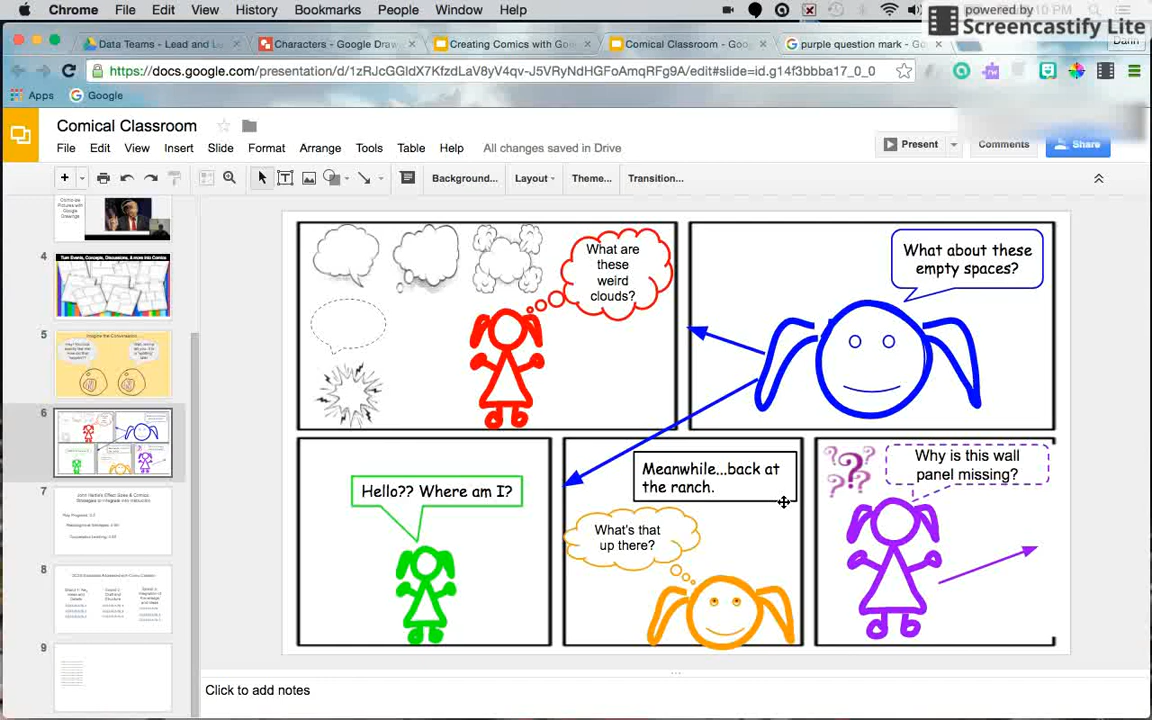 Chrome File Edit View History Bookmarks People Window Help
powered by
Screencastify Lite
Data Teams - Lead and Le
Characters - Google Draw
Creating Comics with Goo
Comical Classroom - Goo
purple question mark - Go
https://docs.google.com/presentation/d/1zRJcGGldX7KfzdLaV8yV4qv-J5VRyNdHGFoAmqRFg9A/edit#slide=id.g14f3bbba17_0_0
Apps Google
Comical Classroom
File Edit View Insert Slide Format Arrange Tools Table Help All changes saved in Drive
Present Comments Share
Background... Layout Theme... Transition...
4
5
6
7
8
9
What are
these
weird
clouds?
What about these
empty spaces?
Hello?? Where am I?
Meanwhile...back at
the ranch.
What's that
up there?
Why is this wall
panel missing?
Click to add notes